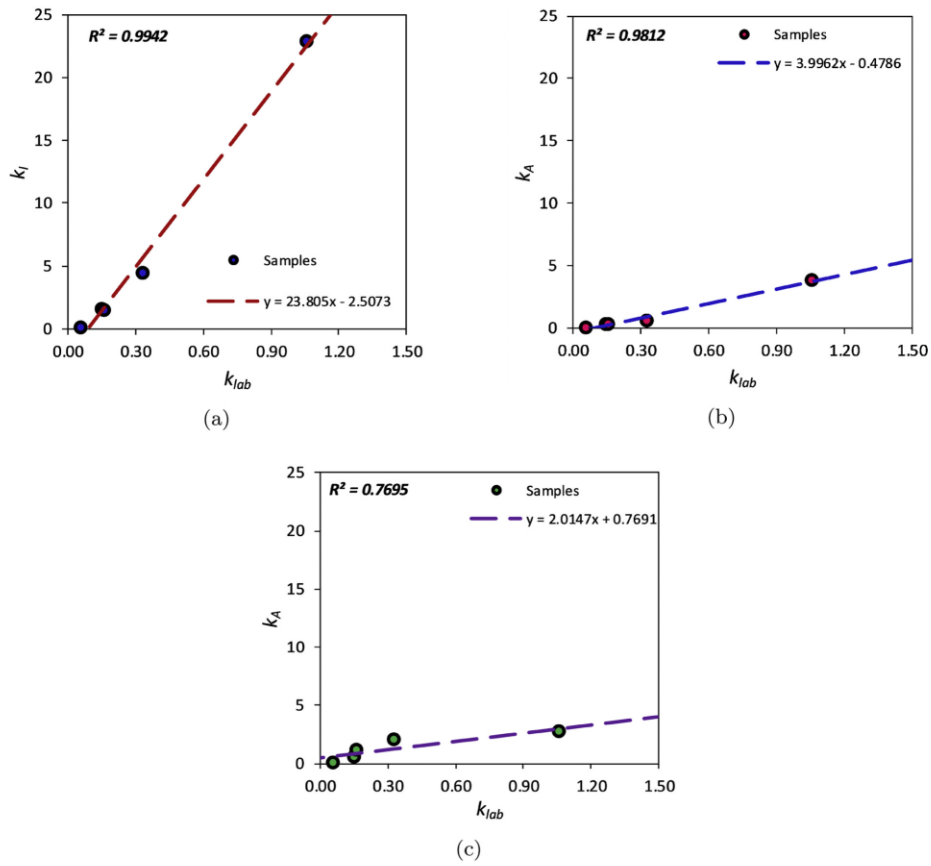 R² = 0.9942
25
20
15
10
5
0
k_I
Samples
y = 23.805x - 2.5073
0.00 0.30 0.60 0.90 1.20 1.50
k_lab
(a)
R² = 0.9812
Samples
y = 3.9962x - 0.4786
25
20
15
10
5
0
k_A
0.00 0.30 0.60 0.90 1.20 1.50
k_lab
(b)
R² = 0.7695
Samples
y = 2.0147x + 0.7691
25
20
15
10
5
0
k_A
0.00 0.30 0.60 0.90 1.20 1.50
k_lab
(c)